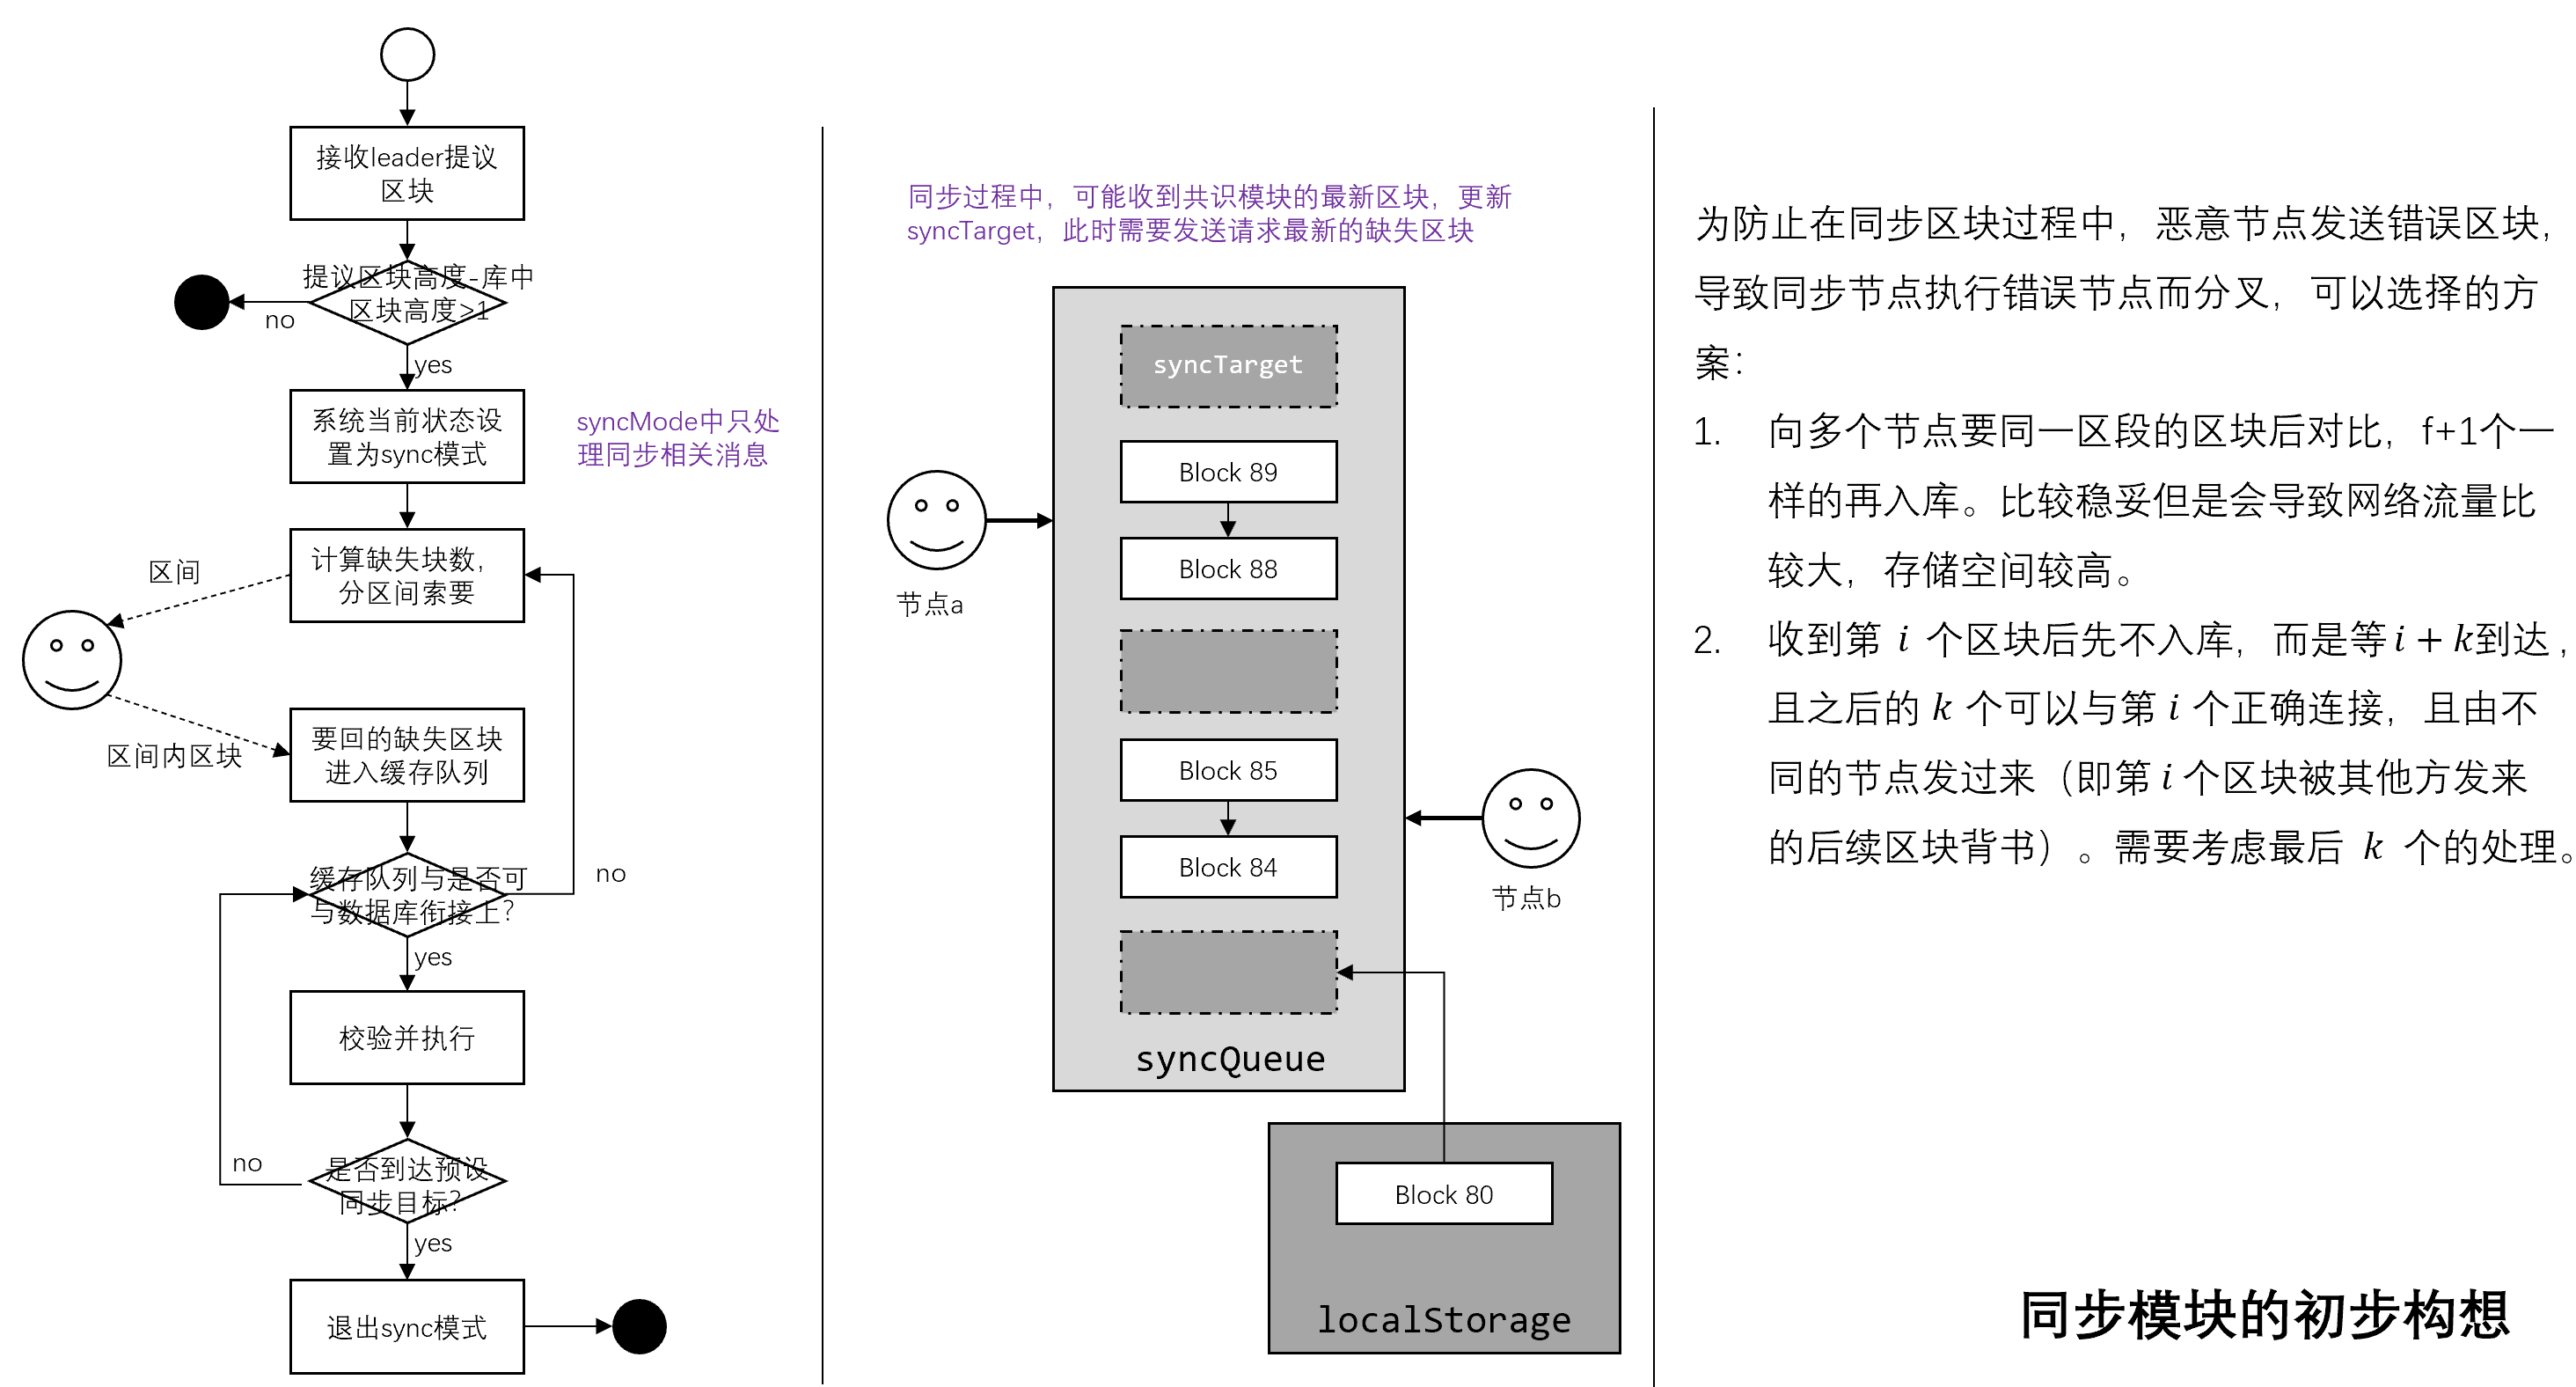 接收leader提议
区块
提议区块高度-库中
区块高度>1
no
yes
系统当前状态设
置为sync模式
syncMode中只处
理同步相关消息
计算缺失块数，
分区间索要
区间
区间内区块
要回的缺失区块
进入缓存队列
缓存队列与是否可
与数据库衔接上？
no
yes
校验并执行
是否到达预设
同步目标？
no
yes
退出sync模式
同步过程中，可能收到共识模块的最新区块，更新
syncTarget，此时需要发送请求最新的缺失区块
syncTarget
Block 89
Block 88
节点a
Block 85
Block 84
节点b
syncQueue
Block 80
localStorage
为防止在同步区块过程中，恶意节点发送错误区块，
导致同步节点执行错误节点而分叉，可以选择的方
案：
1. 向多个节点要同一区段的区块后对比，f+1个一
样的再入库。比较稳妥但是会导致网络流量比
较大，存储空间较高。
2. 收到第 i 个区块后先不入库，而是等 i + k到达，
且之后的 k 个可以与第 i 个正确连接，且由不
同的节点发过来（即第 i 个区块被其他方发来
的后续区块背书）。需要考虑最后 k 个的处理。
同步模块的初步构想